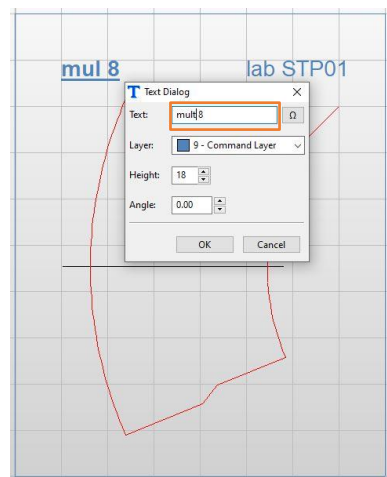 mul 8
lab STP01
T Text Dialog
Text: mult8 Ω
Layer: 9 - Command Layer
Height: 18
Angle: 0.00
OK Cancel